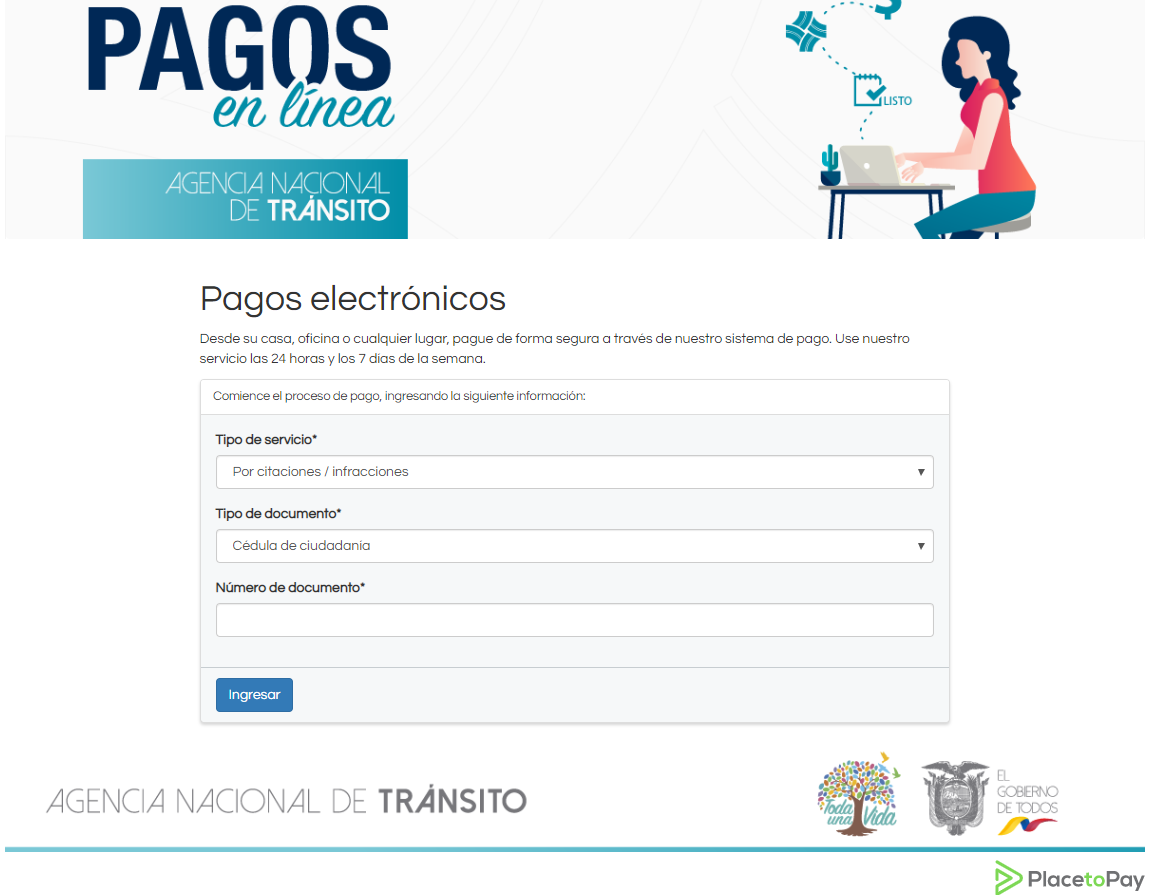 PAGOS
en línea
LISTO
AGENCIA NACIONAL
DE TRÁNSITO
Pagos electrónicos
Desde su casa, oficina o cualquier lugar, pague de forma segura a través de nuestro sistema de pago. Use nuestro
servicio las 24 horas y los 7 días de la semana.
Comience el proceso de pago, ingresando la siguiente información:
Tipo de servicio*
Por citaciones / infracciones
Tipo de documento*
Cédula de ciudadanía
Número de documento*
Ingresar
AGENCIA NACIONAL DE TRÁNSITO
Toda
una Vida
EL
GOBIERNO
DE TODOS
PlacetoPay